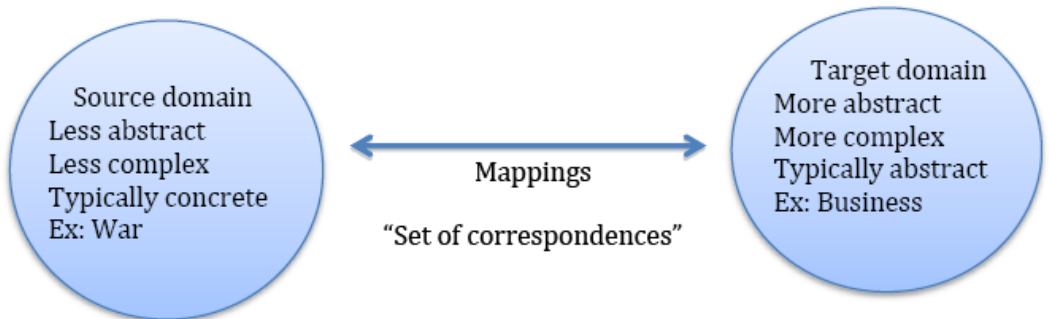 Source domain
Less abstract
Less complex
Typically concrete
Ex: War
Mappings
“Set of correspondences”
Target domain
More abstract
More complex
Typically abstract
Ex: Business